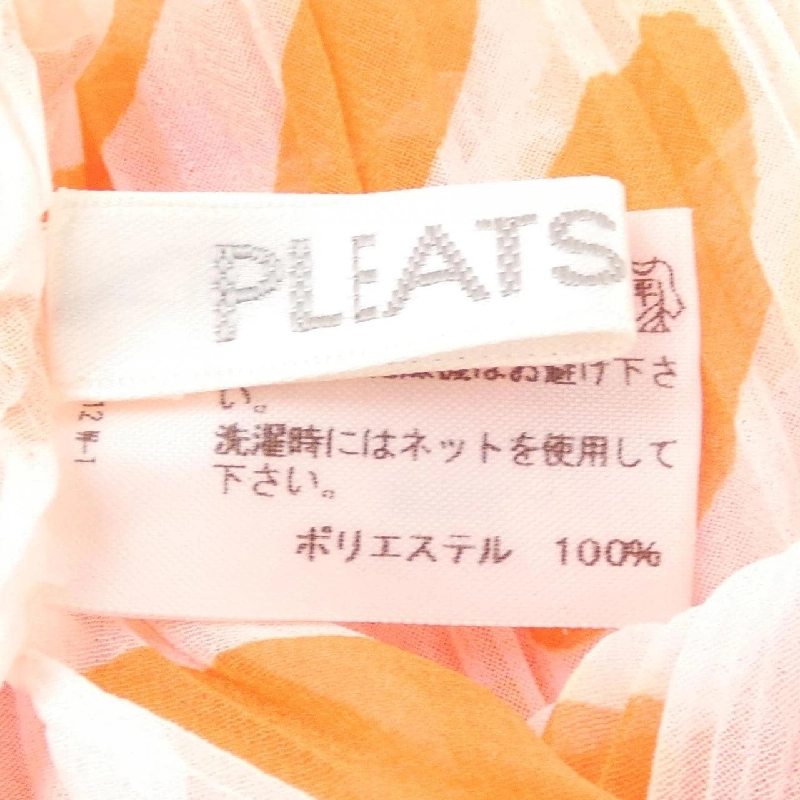 PLEATS
はお避け下さ
い。
洗濯時にはネットを使用して
下さい。
ポリエステル 100%